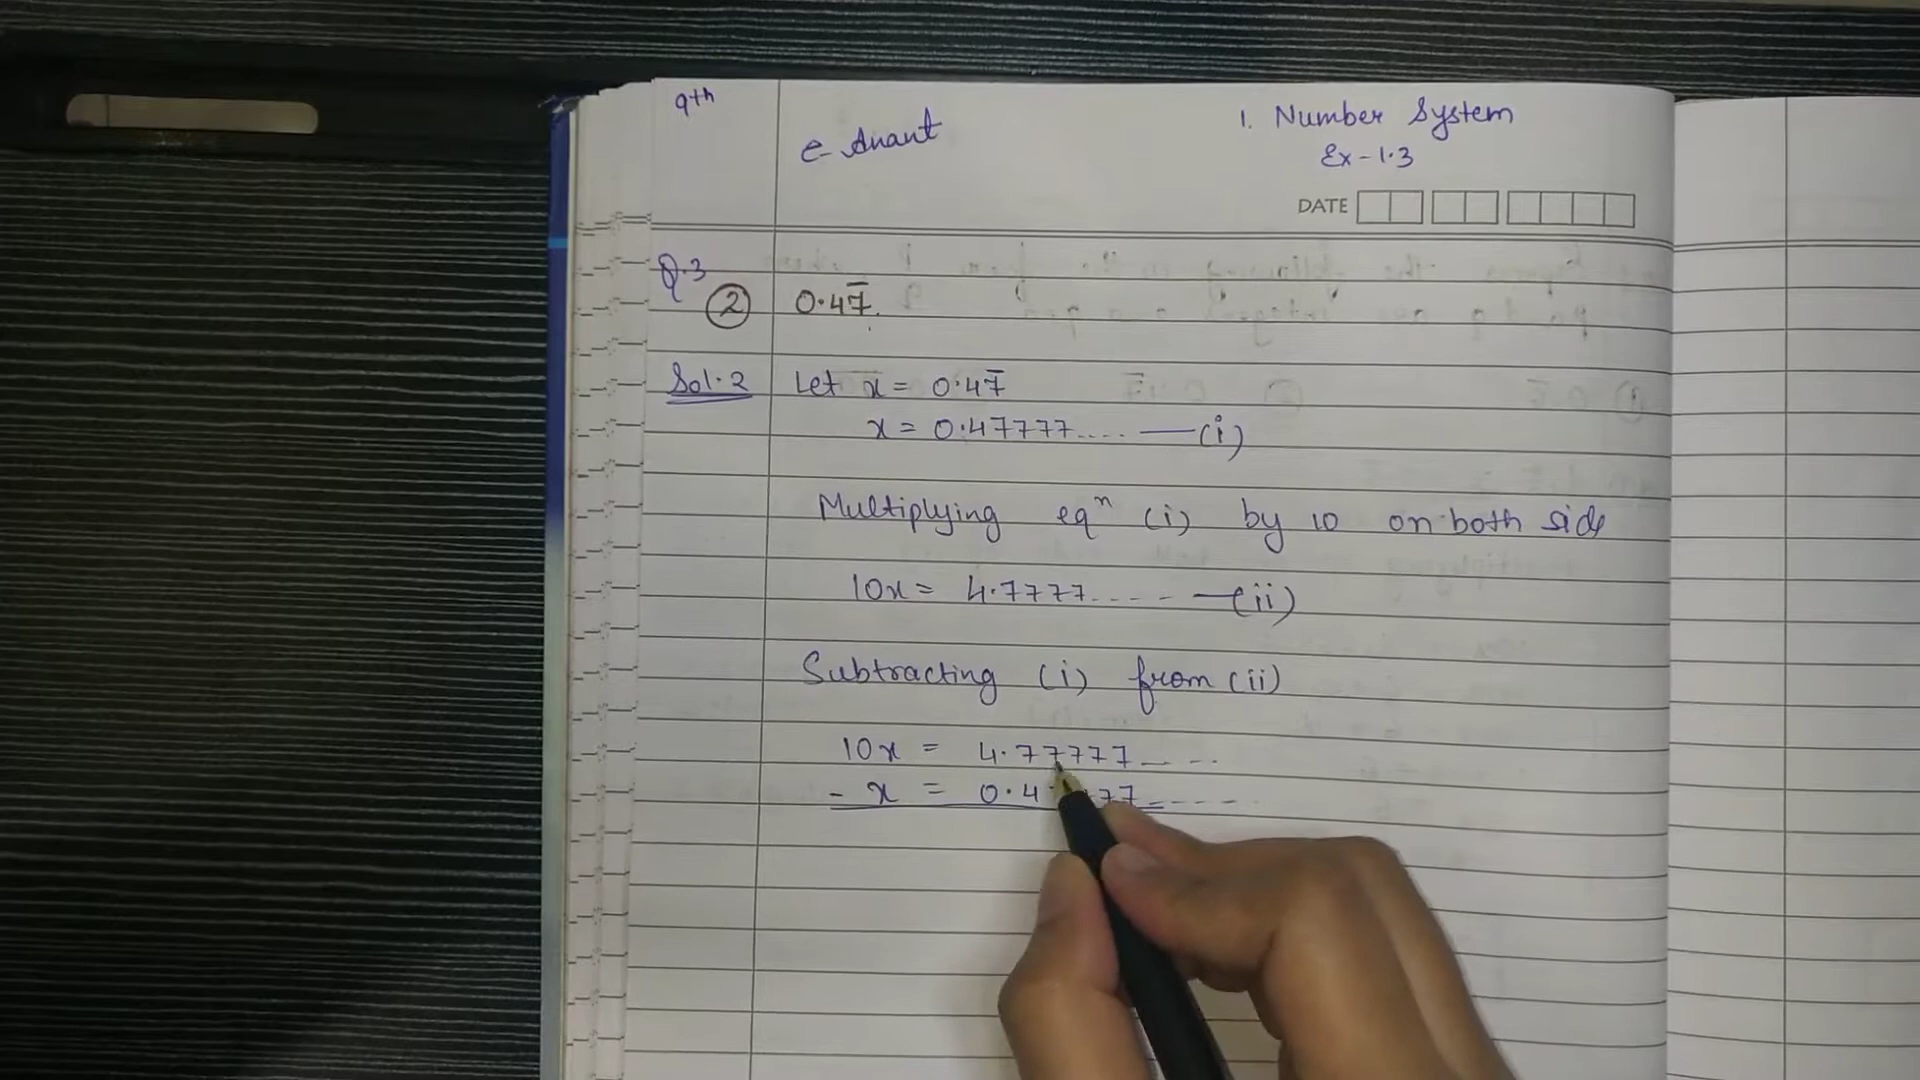 9th
e-Anant
1. Number System
Ex-1.3
DATE
Q.3
② 0.47̅.
Sol.2 Let x = 0.47̅
x = 0.47777.... —(i)
Multiplying eqⁿ (i) by 10 on both side
10x = 4.7777..... —(ii)
Subtracting (i) from (ii)
10x = 4.77777....
- x = 0.4 77.....